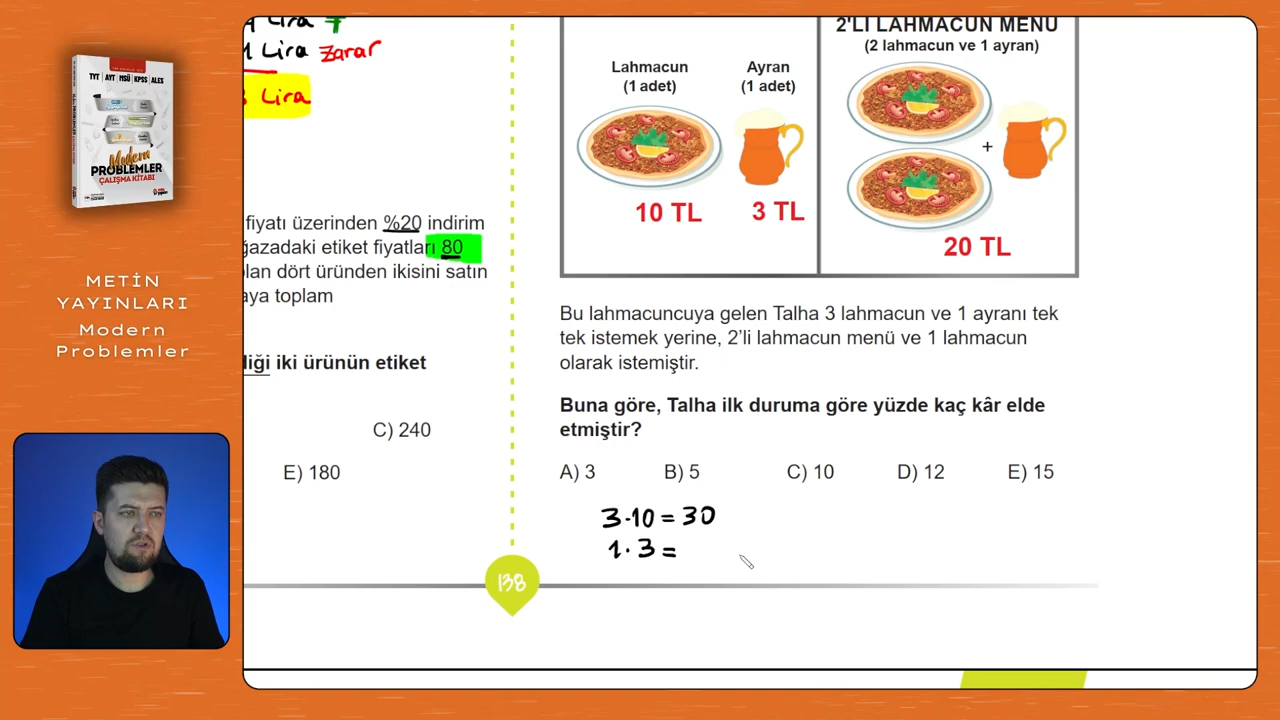 TYT AYT MSÜ KPSS ALES
Modern
PROBLEMLER
ÇALIŞMA KİTABI
METİN
YAYINLARI
Modern
Problemler
Lira
Lira zarar
Lira
fiyatı üzerinden %20 indirim
ğazadaki etiket fiyatları 80
lan dört üründen ikisini satın
aya toplam
diği iki ürünün etiket
C) 240
E) 180
138
Lahmacun
(1 adet)
Ayran
(1 adet)
10 TL
3 TL
2'Lİ LAHMACUN MENÜ
(2 lahmacun ve 1 ayran)
+
20 TL
Bu lahmacuncuya gelen Talha 3 lahmacun ve 1 ayranı tek
tek istemek yerine, 2'li lahmacun menü ve 1 lahmacun
olarak istemiştir.
Buna göre, Talha ilk duruma göre yüzde kaç kâr elde
etmiştir?
A) 3 B) 5 C) 10 D) 12 E) 15
3·10 = 30
1·3 =